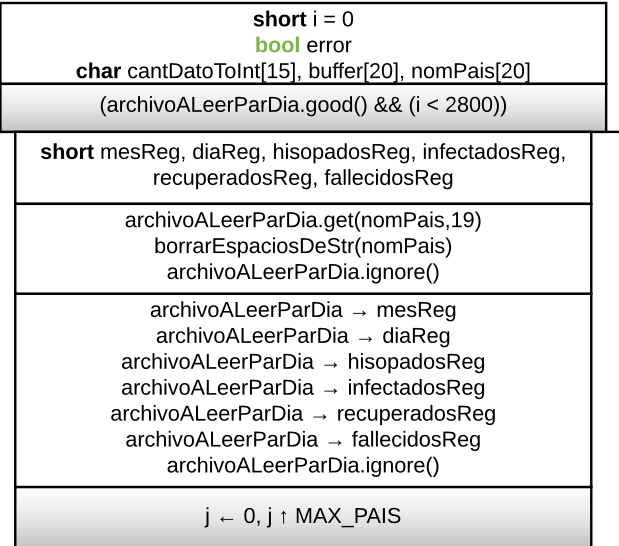 short i = 0
bool error
char cantDatoToInt[15], buffer[20], nomPais[20]
(archivoALeerParDia.good() && (i < 2800))
short mesReg, diaReg, hisopadosReg, infectadosReg,
recuperadosReg, fallecidosReg
archivoALeerParDia.get(nomPais,19)
borrarEspaciosDeStr(nomPais)
archivoALeerParDia.ignore()
archivoALeerParDia → mesReg
archivoALeerParDia → diaReg
archivoALeerParDia → hisopadosReg
archivoALeerParDia → infectadosReg
archivoALeerParDia → recuperadosReg
archivoALeerParDia → fallecidosReg
archivoALeerParDia.ignore()
j ← 0, j ↑ MAX_PAIS